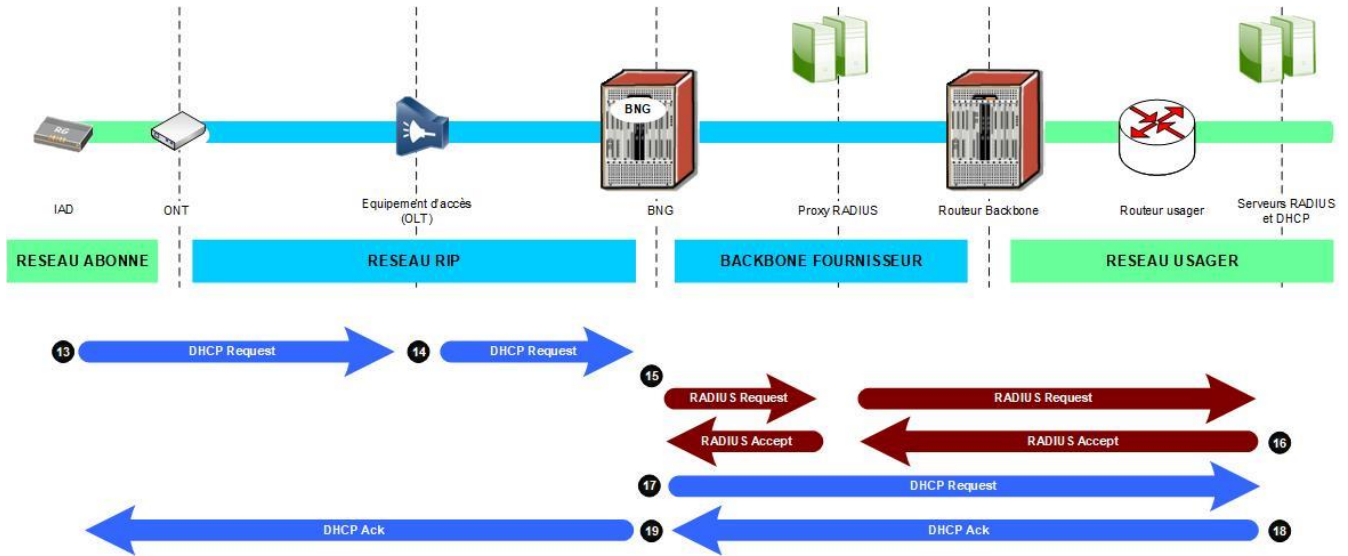 BNG
RG
IAD
ONT
Equipement d'accès
(OLT)
BNG
Proxy RADIUS
Routeur Backbone
Routeur usager
Serveurs RADIUS
et DHCP
RESEAU ABONNE
RESEAU RIP
BACKBONE FOURNISSEUR
RESEAU USAGER
13
DHCP Request
14
DHCP Request
15
RADIUS Request
RADIUS Request
RADIUS Accept
RADIUS Accept
16
17
DHCP Request
DHCP Ack
19
DHCP Ack
18